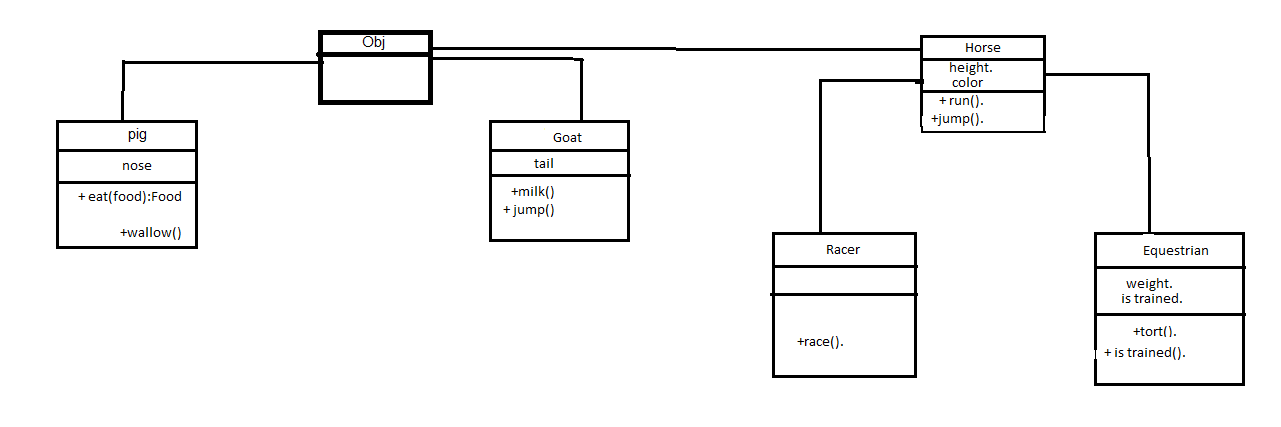 Obj
pig
nose
+ eat(food):Food
+wallow()
Goat
tail
+milk()
+ jump()
Horse
height.
color
+ run().
+jump().
Racer
+race().
Equestrian
weight.
is trained.
+tort().
+ is trained().